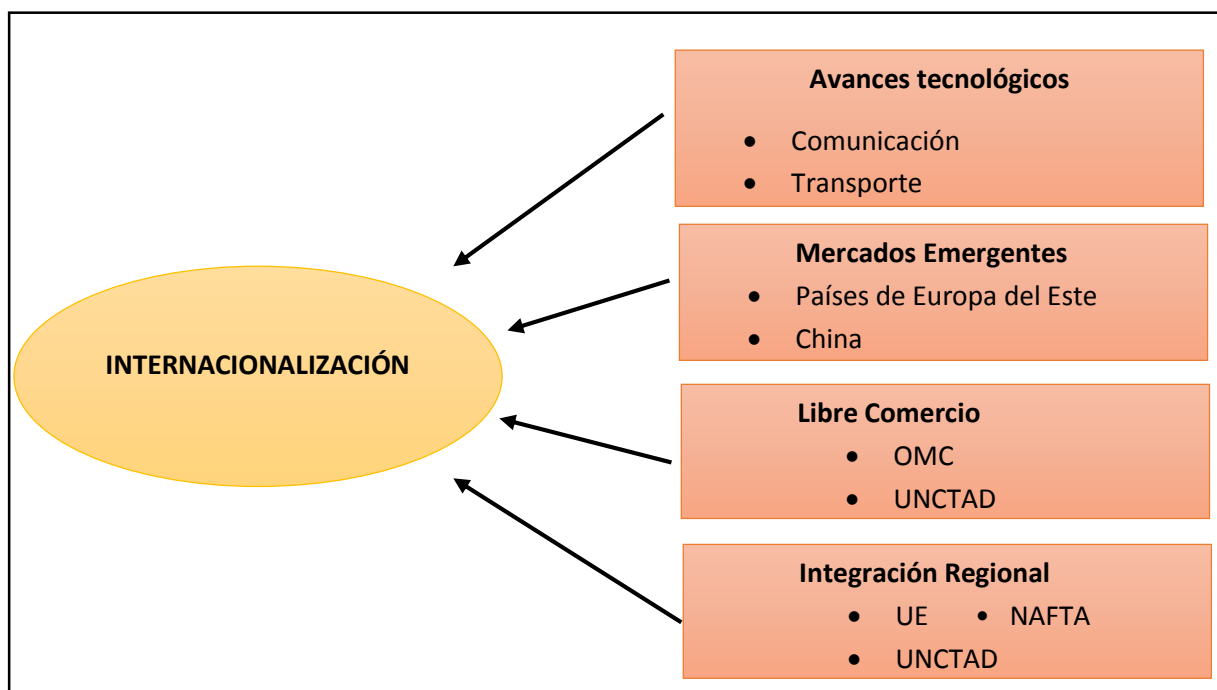 Avances tecnológicos
• Comunicación
• Transporte
Mercados Emergentes
• Países de Europa del Este
• China
INTERNACIONALIZACIÓN
Libre Comercio
• OMC
• UNCTAD
Integración Regional
• UE • NAFTA
• UNCTAD